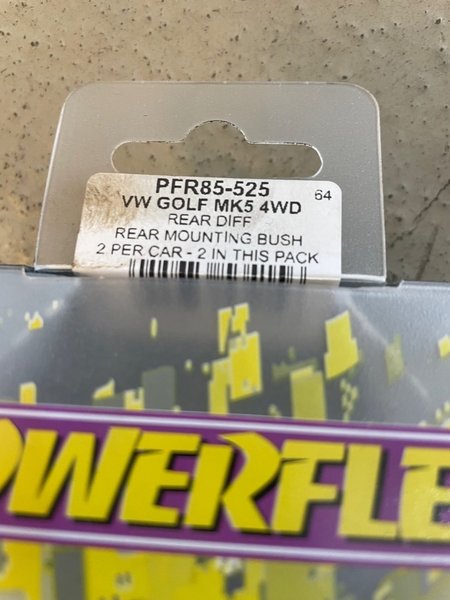 PFR85-525
64
VW GOLF MK5 4WD
REAR DIFF
REAR MOUNTING BUSH
2 PER CAR - 2 IN THIS PACK
OWERFLE